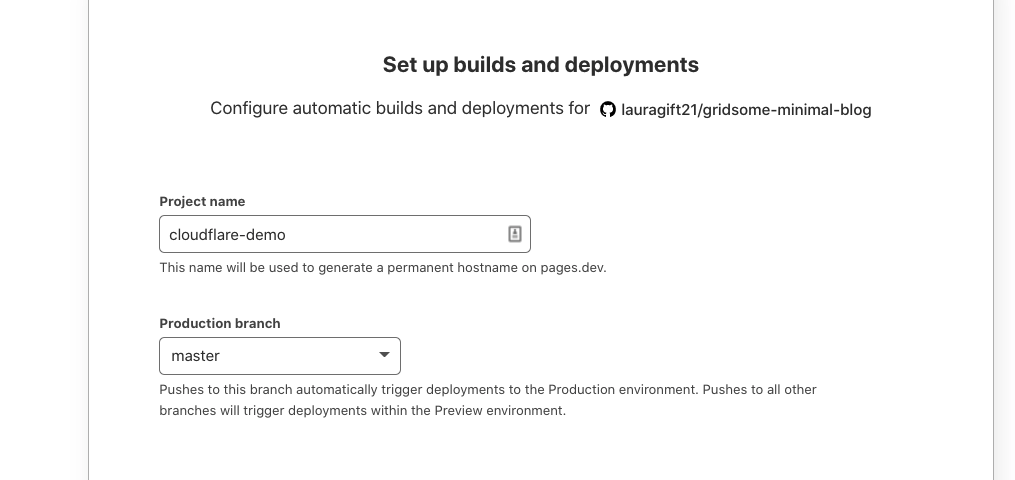 Set up builds and deployments
Configure automatic builds and deployments for lauragift21/gridsome-minimal-blog
Project name
cloudflare-demo
This name will be used to generate a permanent hostname on pages.dev.
Production branch
master
Pushes to this branch automatically trigger deployments to the Production environment. Pushes to all other
branches will trigger deployments within the Preview environment.